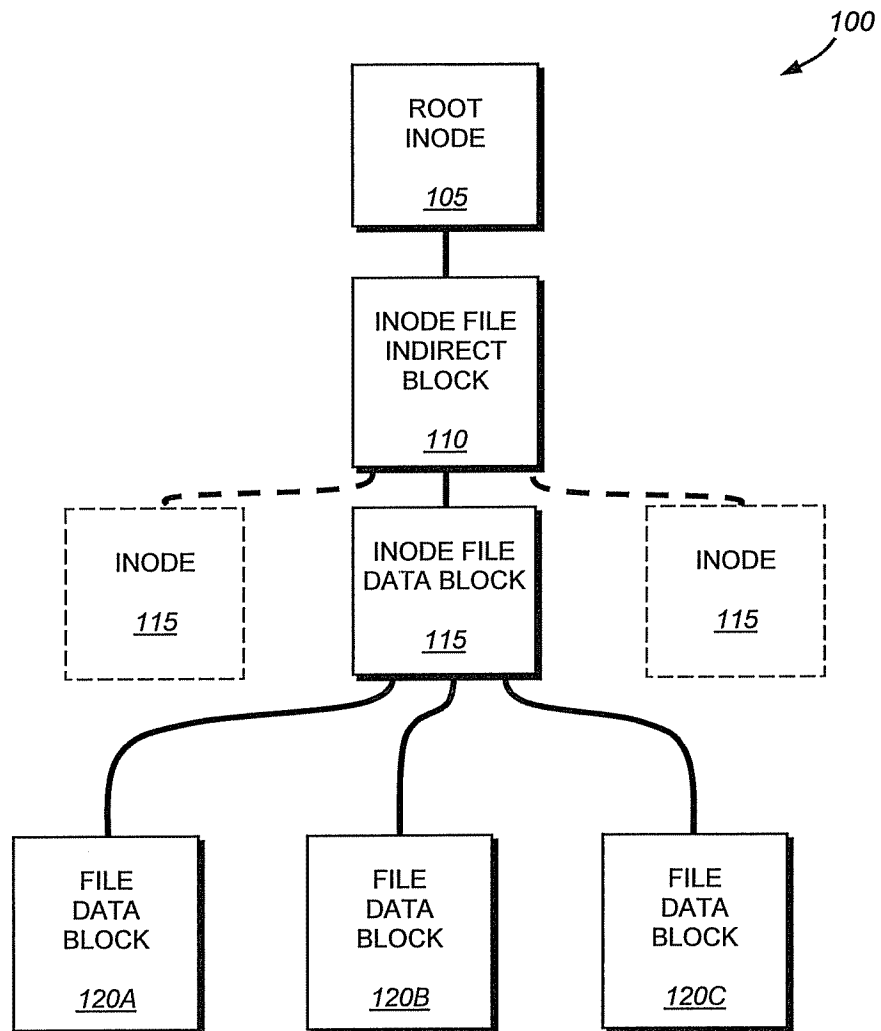 100
ROOT
INODE
105
INODE FILE
INDIRECT
BLOCK
110
INODE
115
INODE FILE
DATA BLOCK
115
INODE
115
FILE
DATA
BLOCK
120A
FILE
DATA
BLOCK
120B
FILE
DATA
BLOCK
120C